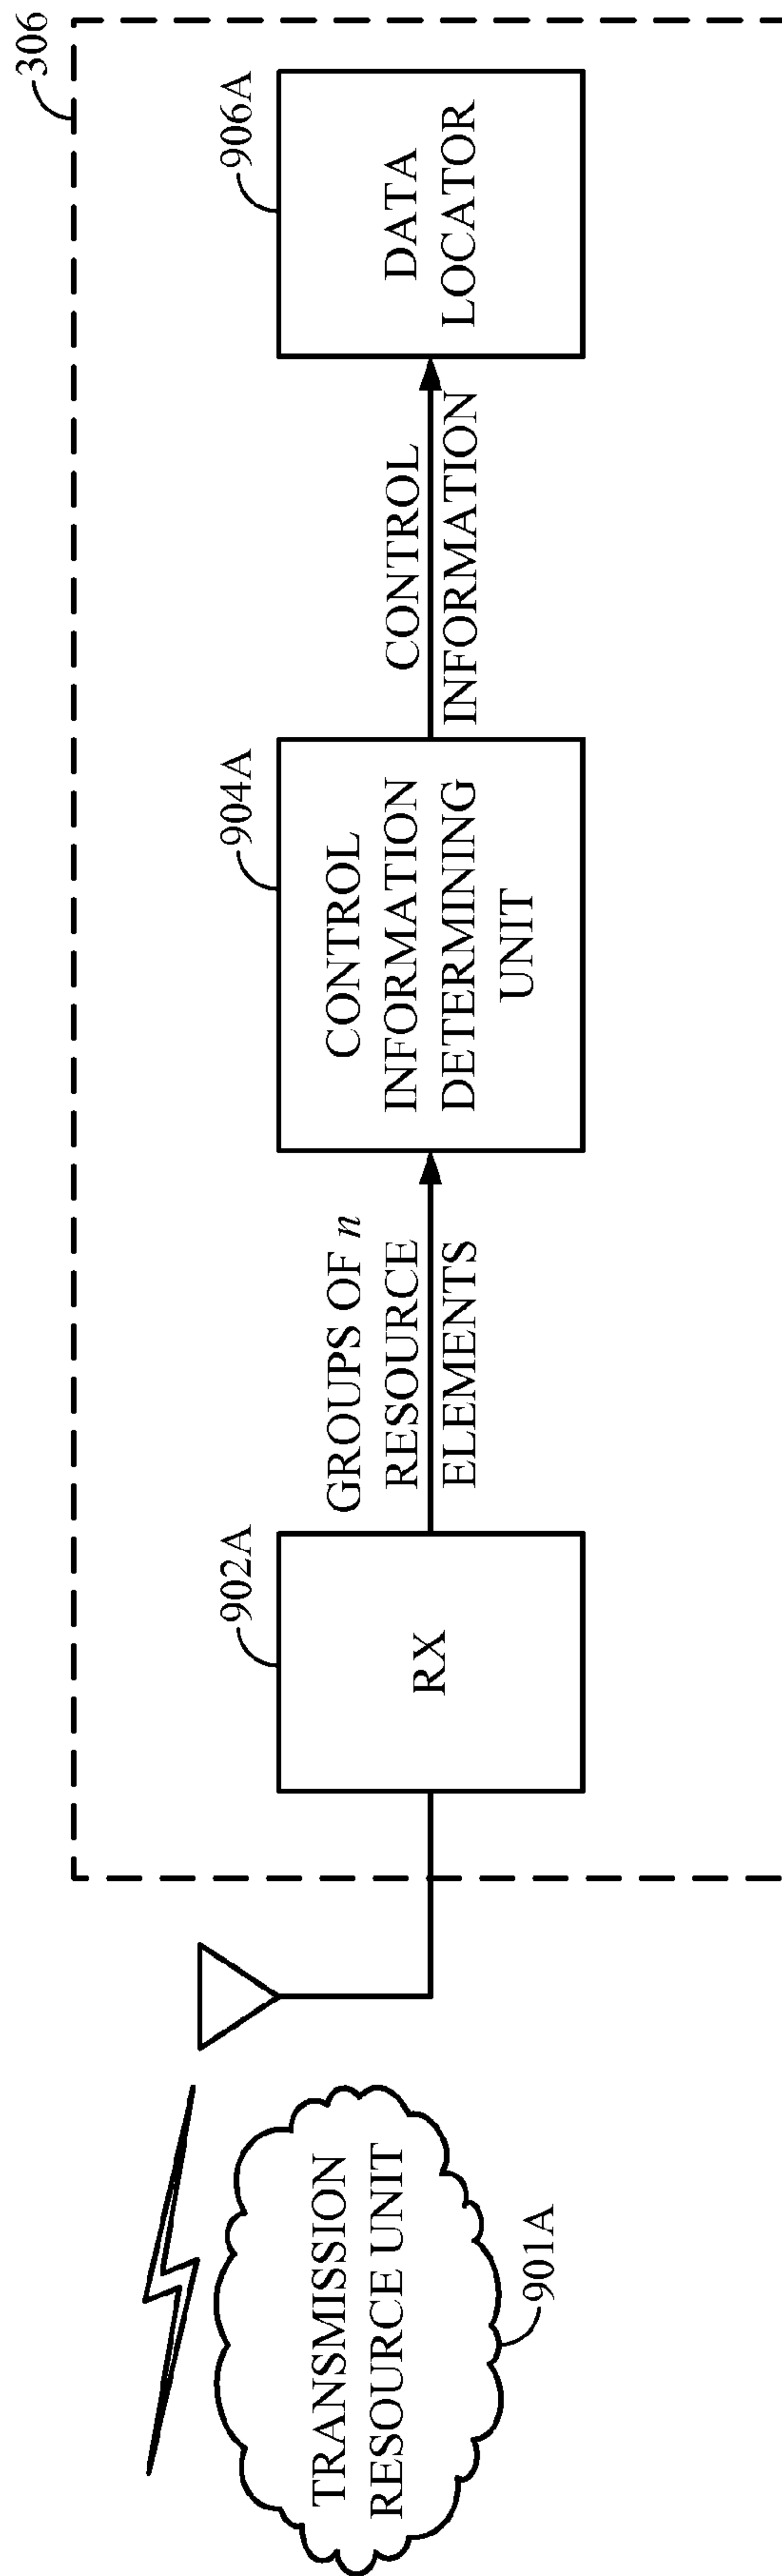 306
TRANSMISSION
RESOURCE UNIT
901A
902A
RX
GROUPS OF n
RESOURCE
ELEMENTS
904A
CONTROL
INFORMATION
DETERMINING
UNIT
CONTROL
INFORMATION
906A
DATA
LOCATOR